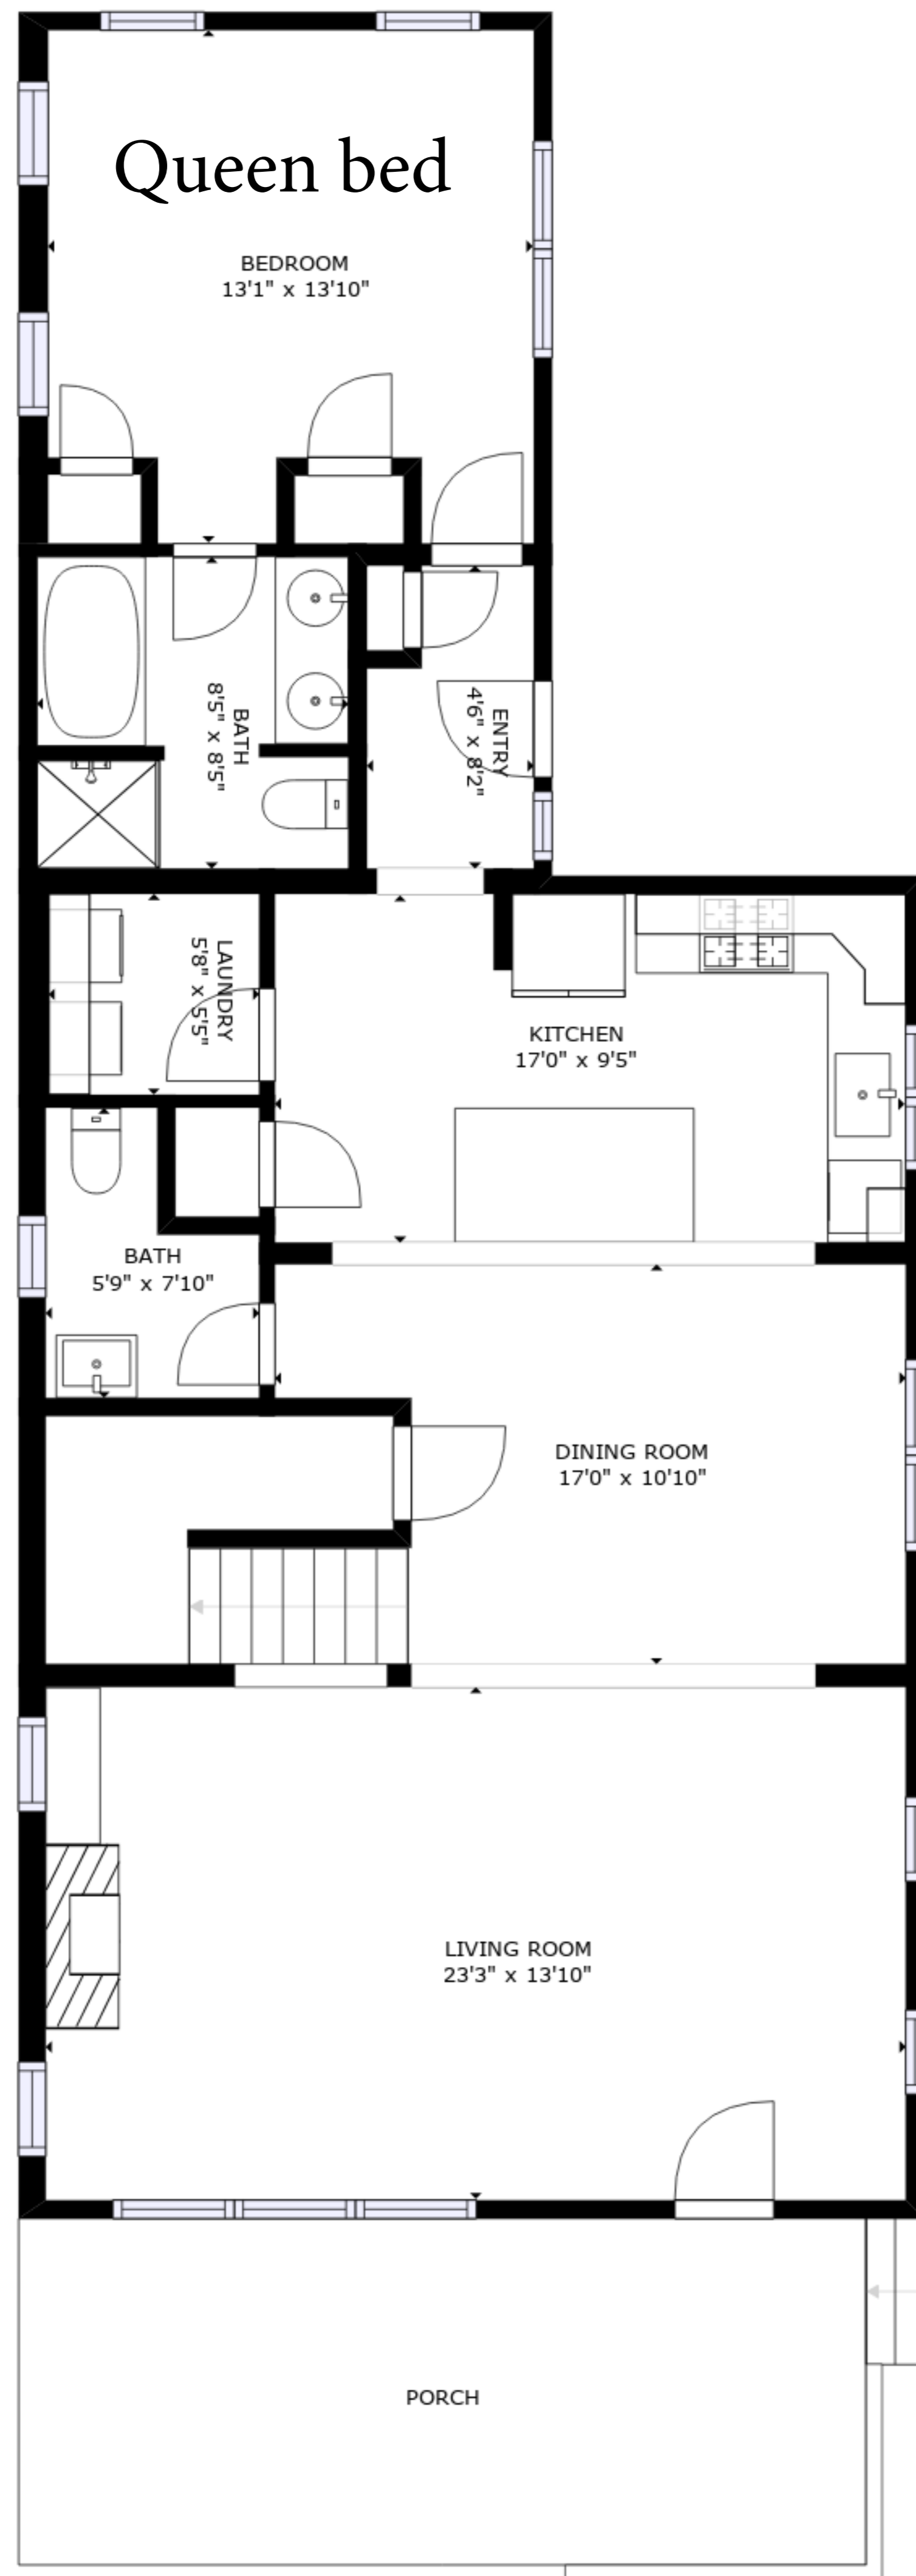 Queen bed
BEDROOM
13'1" x 13'10"
BATH
8'5" x 8'5"
ENTRY
4'6" x 8'2"
LAUNDRY
5'8" x 5'5"
KITCHEN
17'0" x 9'5"
BATH
5'9" x 7'10"
DINING ROOM
17'0" x 10'10"
LIVING ROOM
23'3" x 13'10"
PORCH